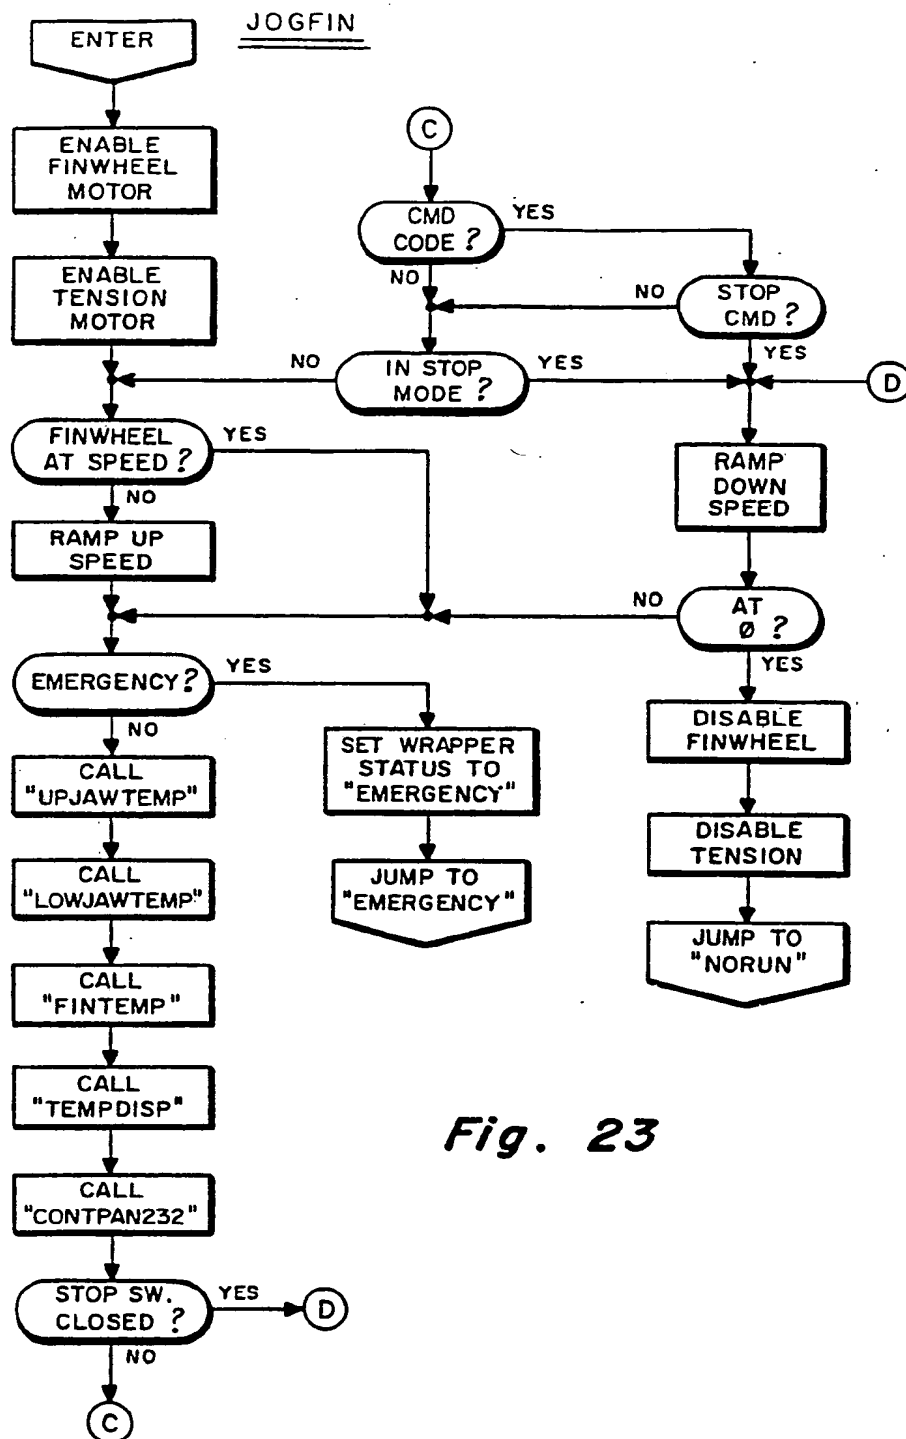 JOGFIN
ENTER
ENABLE
FINWHEEL
MOTOR
ENABLE
TENSION
MOTOR
FINWHEEL
AT SPEED ?
YES
NO
RAMP UP
SPEED
EMERGENCY?
YES
NO
CALL
"UPJAWTEMP"
CALL
"LOWJAWTEMP"
CALL
"FINTEMP"
CALL
"TEMPDISP"
CALL
"CONTPAN232"
STOP SW.
CLOSED ?
YES
D
NO
C
C
CMD
CODE ?
YES
NO
STOP
CMD ?
NO
YES
IN STOP
MODE ?
NO
YES
D
RAMP
DOWN
SPEED
AT
Ø ?
NO
YES
SET WRAPPER
STATUS TO
"EMERGENCY"
JUMP TO
"EMERGENCY"
DISABLE
FINWHEEL
DISABLE
TENSION
JUMP TO
"NORUN"
Fig. 23